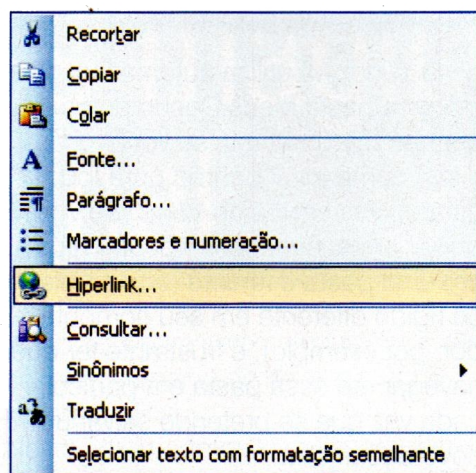 Recortar
Copiar
Colar
Fonte...
Parágrafo...
Marcadores e numeração...
Hiperlink...
Consultar...
Sinônimos
Traduzir
Selecionar texto com formatação semelhante